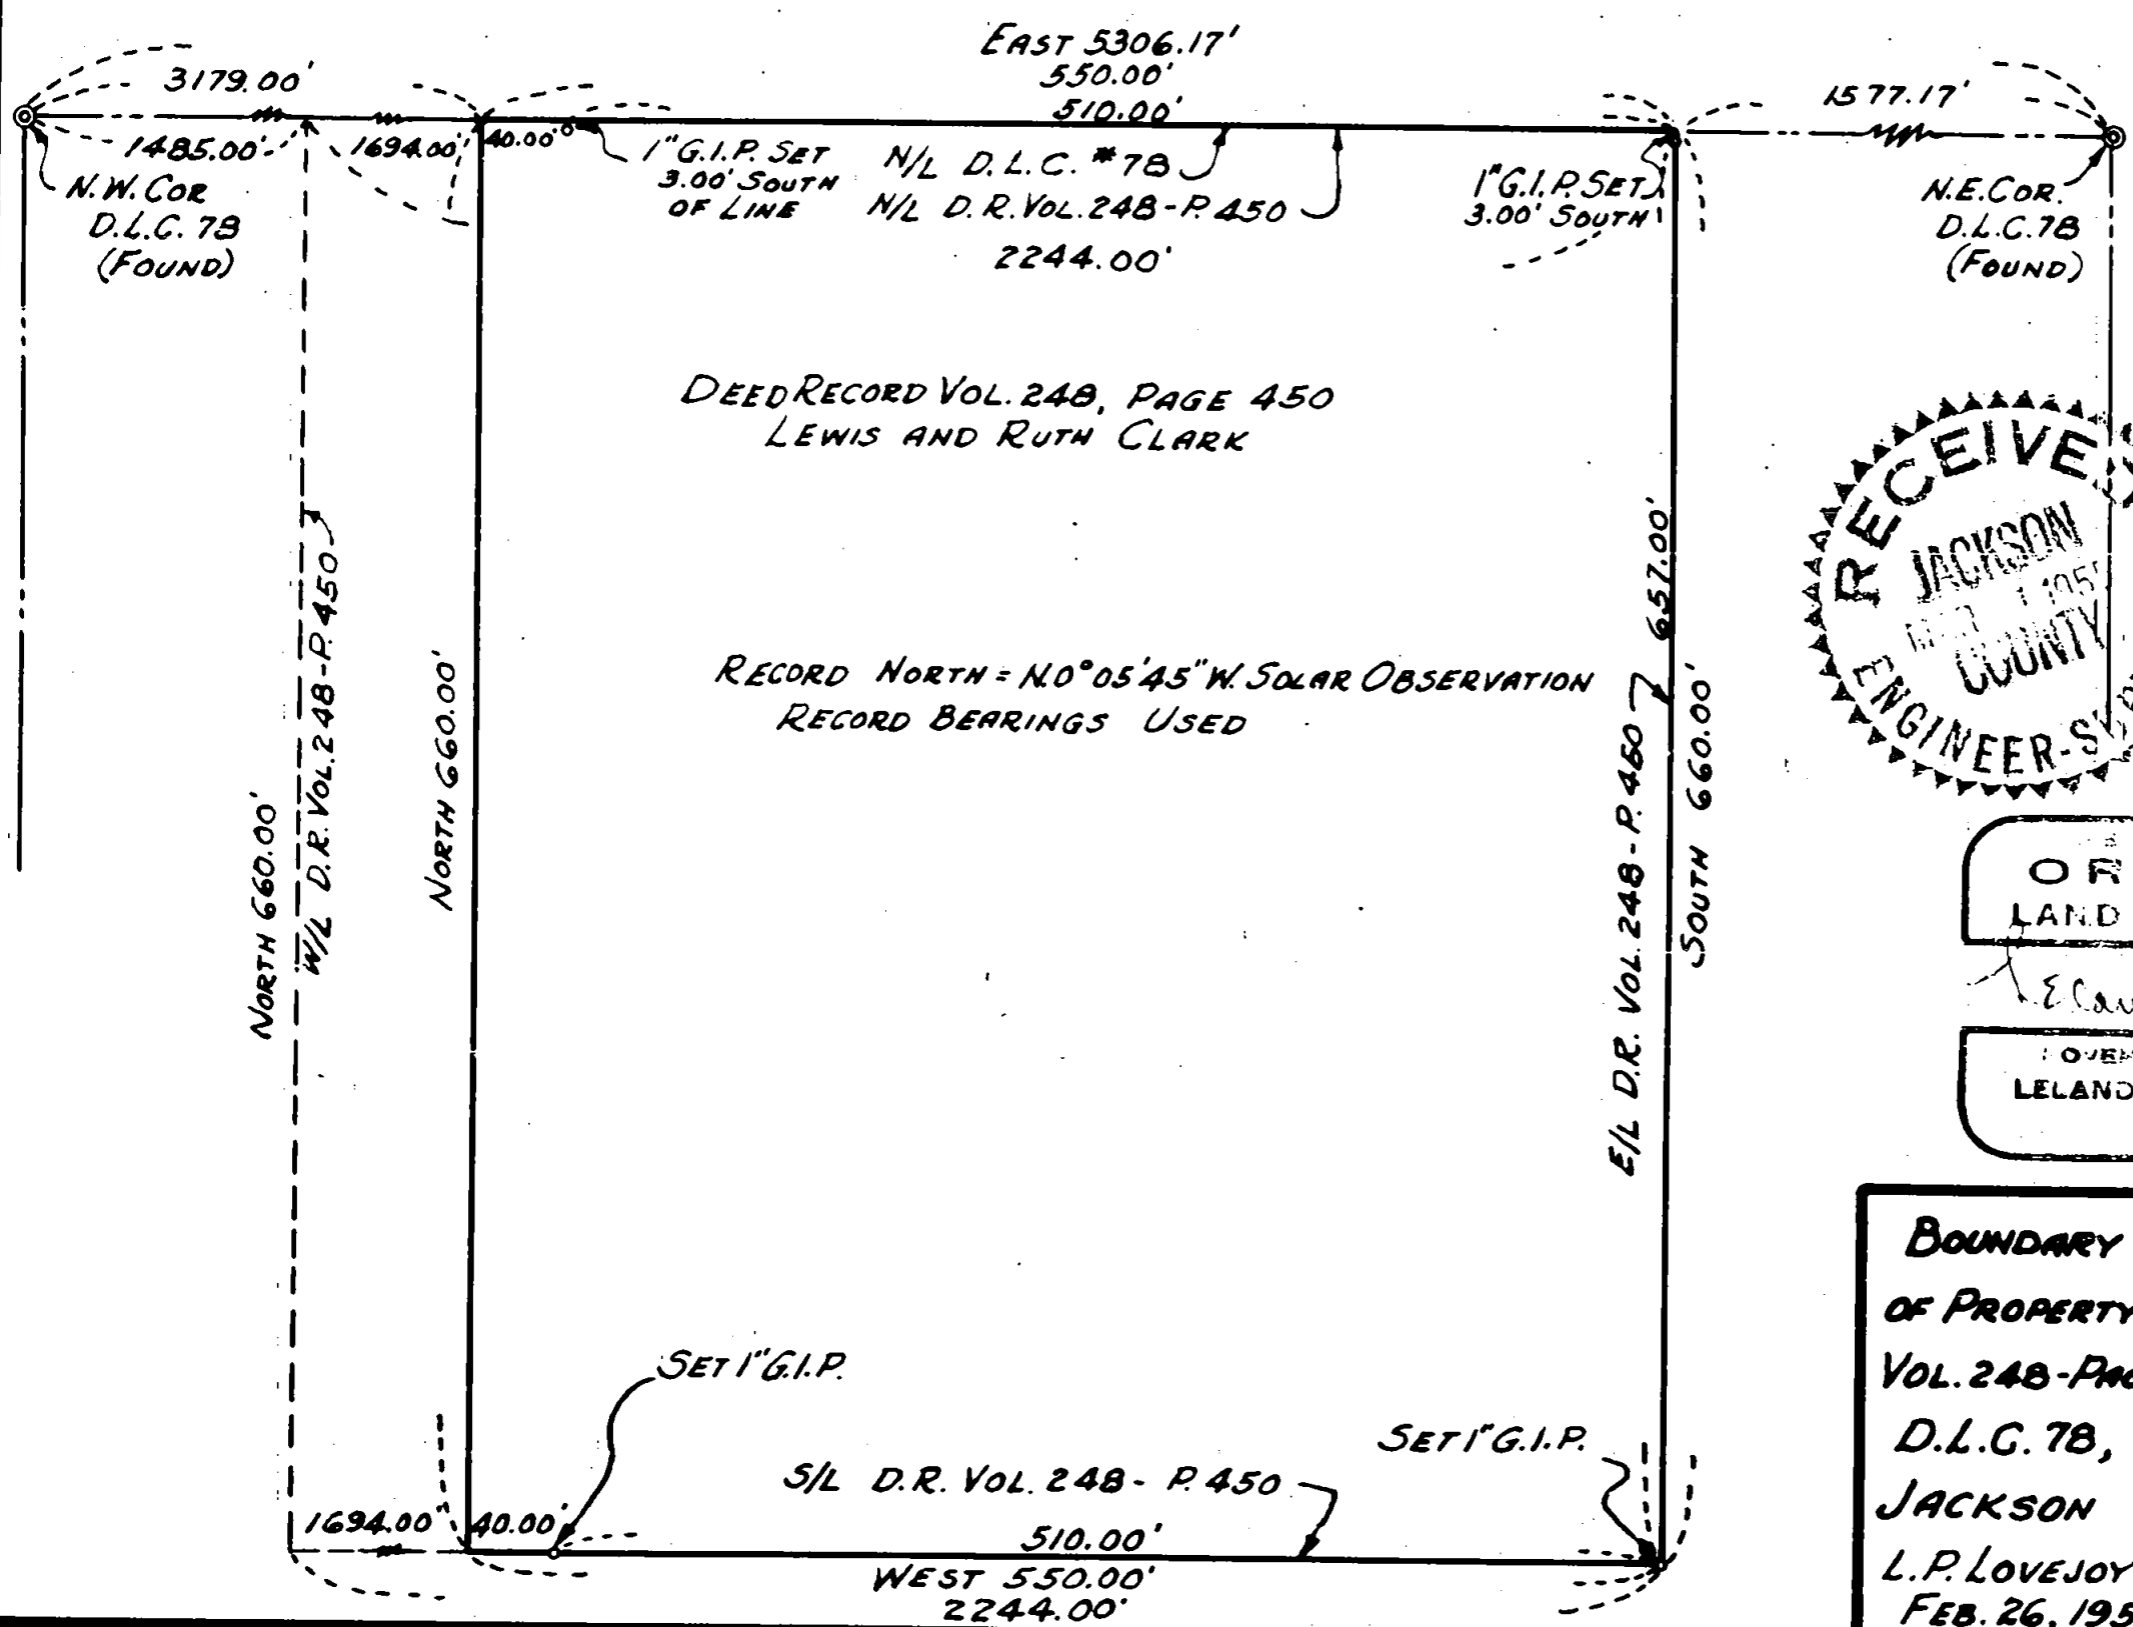 EAST 5306.17'
550.00'
510.00'
3179.00'
1577.17'
1485.00'
1694.00'
40.00'
N.W. COR
D.L.C. 78
(FOUND)
1" G.I.P. SET
3.00' SOUTH
OF LINE
N/L D.L.C. #78
N/L D.R. VOL. 248-P. 450
2244.00'
1" G.I.P. SET
3.00' SOUTH
N.E. COR.
D.L.C. 78
(FOUND)
DEED RECORD VOL. 248, PAGE 450
LEWIS AND RUTH CLARK
RECORD NORTH = N.0°05'45" W. SOLAR OBSERVATION
RECORD BEARINGS USED
NORTH 660.00'
W/L D.R. VOL. 248-P. 450
NORTH 660.00'
657.00'
E/L D.R. VOL. 248-P. 450
SOUTH 660.00'
RECEIVE
JACKSON
COUNTY
ENGINEER-S
LAND
LELAND
SET 1" G.I.P.
SET 1" G.I.P.
S/L D.R. VOL. 248- P. 450
1694.00'
40.00'
510.00'
WEST 550.00'
2244.00'
BOUNDARY
OF PROPERTY
VOL. 248-PAG
D.L.C. 78,
JACKSON
L.P. LOVEJOY
FEB. 26, 195